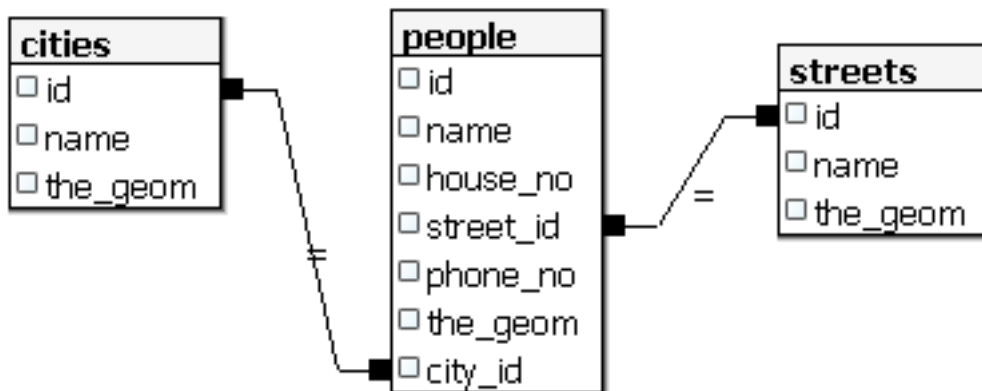 cities
id
name
the_geom
people
id
name
house_no
street_id
phone_no
the_geom
city_id
streets
id
name
the_geom
=
=